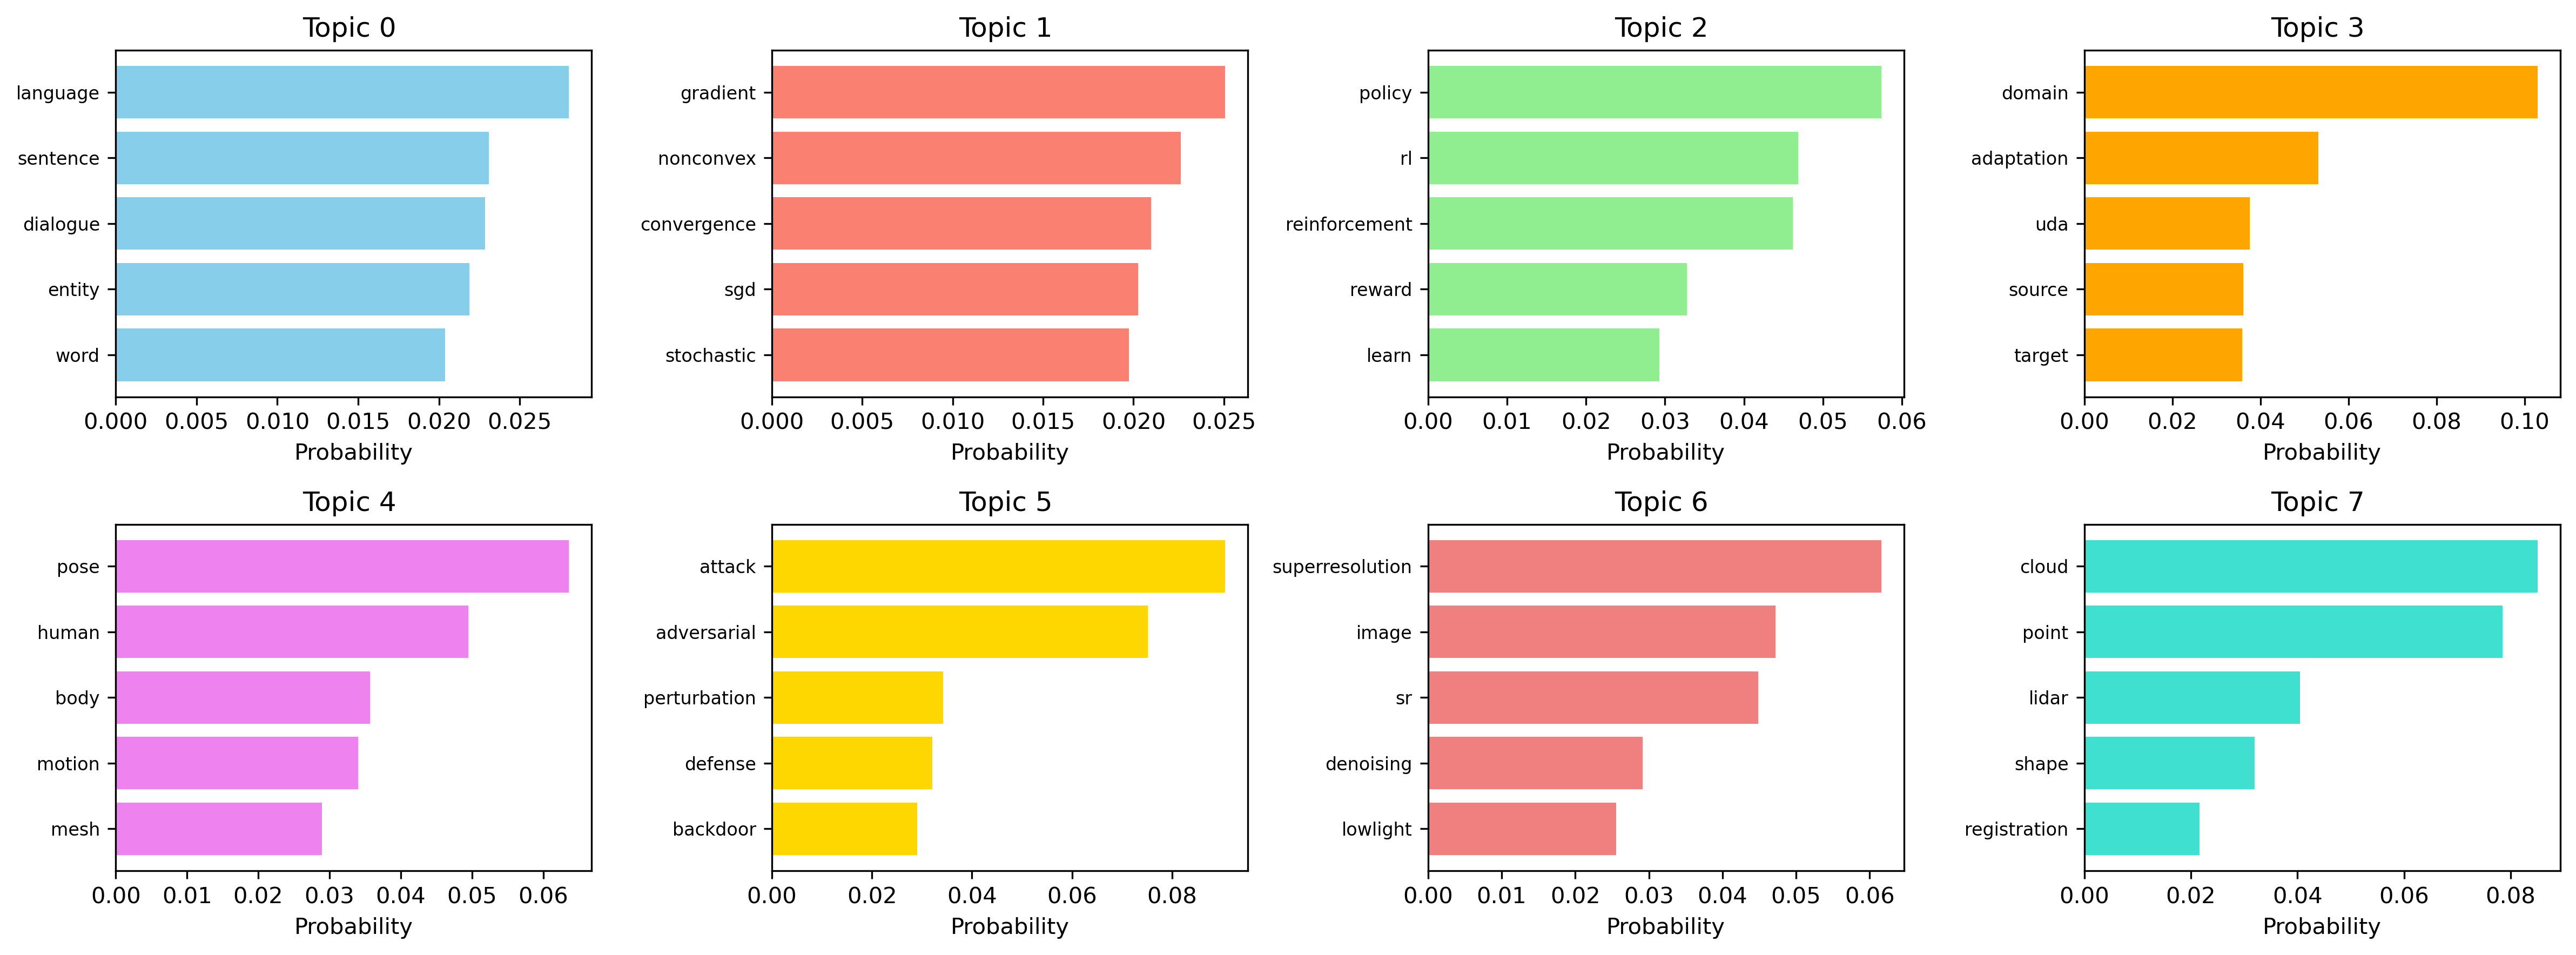 Topic 0
language
sentence
dialogue
entity
word
0.000 0.005 0.010 0.015 0.020 0.025
Probability
Topic 1
gradient
nonconvex
convergence
sgd
stochastic
0.000 0.005 0.010 0.015 0.020 0.025
Probability
Topic 2
policy
rl
reinforcement
reward
learn
0.00 0.01 0.02 0.03 0.04 0.05 0.06
Probability
Topic 3
domain
adaptation
uda
source
target
0.00 0.02 0.04 0.06 0.08 0.10
Probability
Topic 4
pose
human
body
motion
mesh
0.00 0.01 0.02 0.03 0.04 0.05 0.06
Probability
Topic 5
attack
adversarial
perturbation
defense
backdoor
0.00 0.02 0.04 0.06 0.08
Probability
Topic 6
superresolution
image
sr
denoising
lowlight
0.00 0.01 0.02 0.03 0.04 0.05 0.06
Probability
Topic 7
cloud
point
lidar
shape
registration
0.00 0.02 0.04 0.06 0.08
Probability